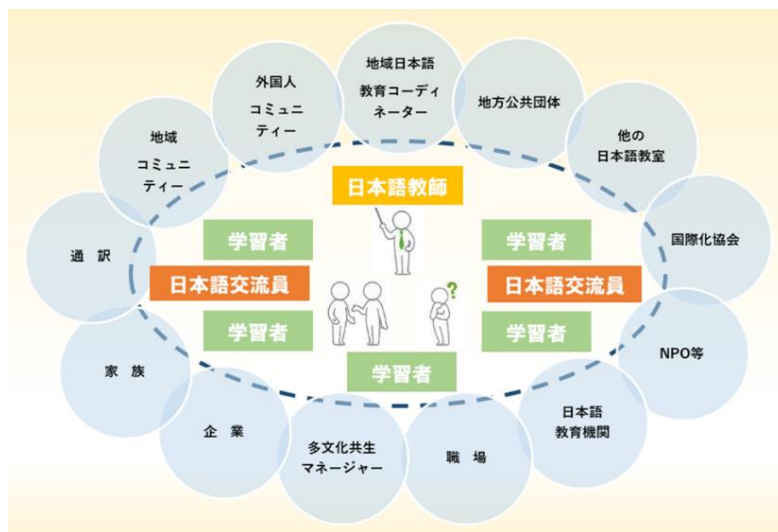 地域日本語
教育コーディ
ネーター
地方公共団体
他の
日本語教室
国際化協会
NPO等
日本語
教育機関
職　場
多文化共生
マネージャー
企　業
家　族
通　訳
地域
コミュニ
ティー
外国人
コミュニ
ティー
日本語教師
学習者
学習者
日本語交流員
日本語交流員
学習者
学習者
学習者
?